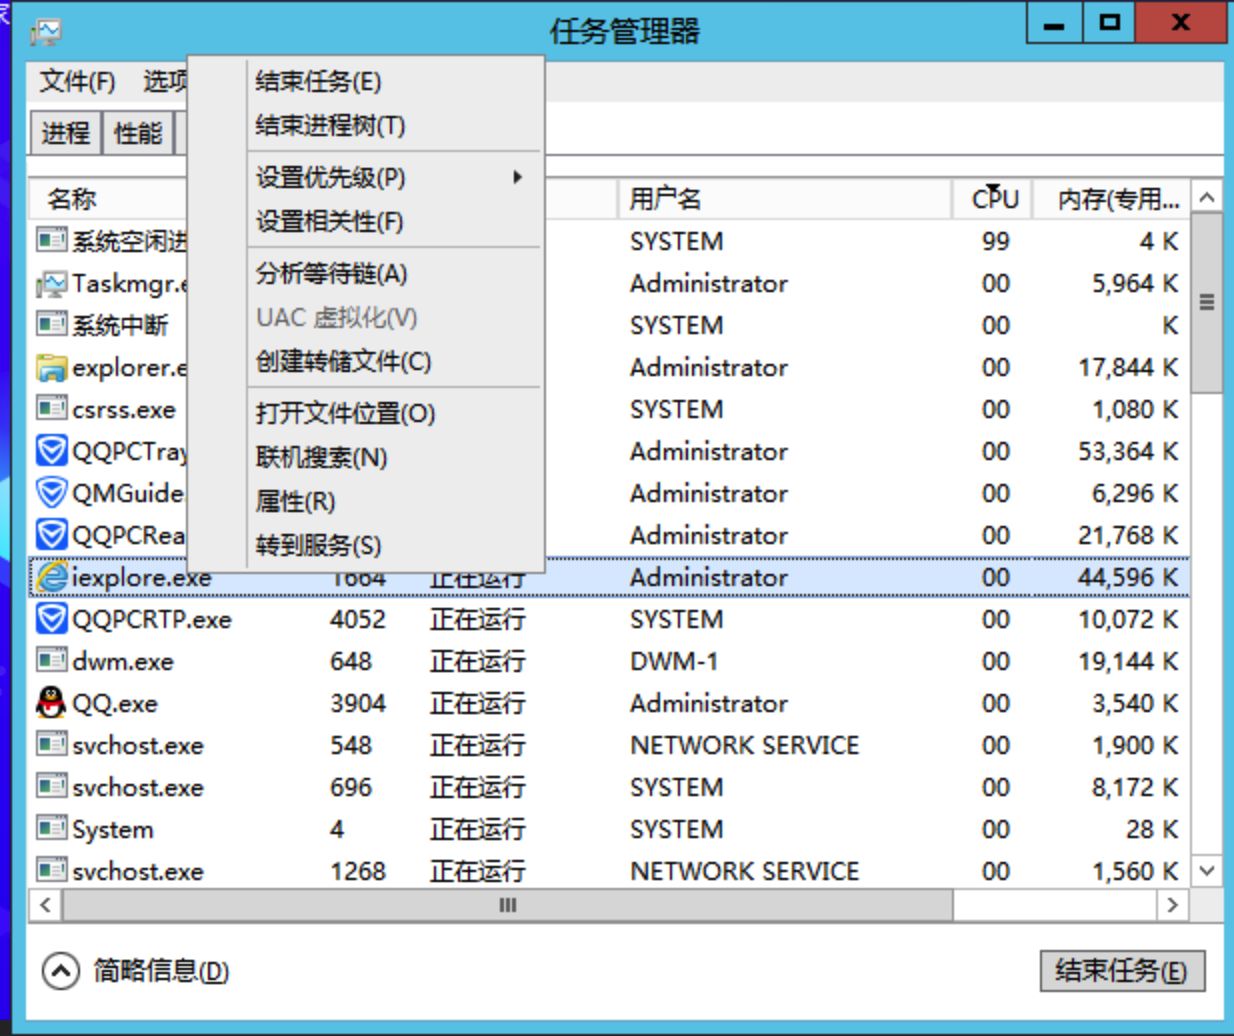 家
任务管理器
文件(F) 选项
进程 性能
结束任务(E)
结束进程树(T)
设置优先级(P)
设置相关性(F)
分析等待链(A)
UAC 虚拟化(V)
创建转储文件(C)
打开文件位置(O)
联机搜索(N)
属性(R)
转到服务(S)
名称 用户名 CPU 内存(专用...
系统空闲进 SYSTEM 99 4 K
Taskmgr.e Administrator 00 5,964 K
系统中断 SYSTEM 00 K
explorer.e Administrator 00 17,844 K
csrss.exe SYSTEM 00 1,080 K
QQPCTray Administrator 00 53,364 K
QMGuide. Administrator 00 6,296 K
QQPCRea Administrator 00 21,768 K
iexplore.exe 1664 正在运行 Administrator 00 44,596 K
QQPCRTP.exe 4052 正在运行 SYSTEM 00 10,072 K
dwm.exe 648 正在运行 DWM-1 00 19,144 K
QQ.exe 3904 正在运行 Administrator 00 3,540 K
svchost.exe 548 正在运行 NETWORK SERVICE 00 1,900 K
svchost.exe 696 正在运行 SYSTEM 00 8,172 K
System 4 正在运行 SYSTEM 00 28 K
svchost.exe 1268 正在运行 NETWORK SERVICE 00 1,560 K
简略信息(D) 结束任务(E)